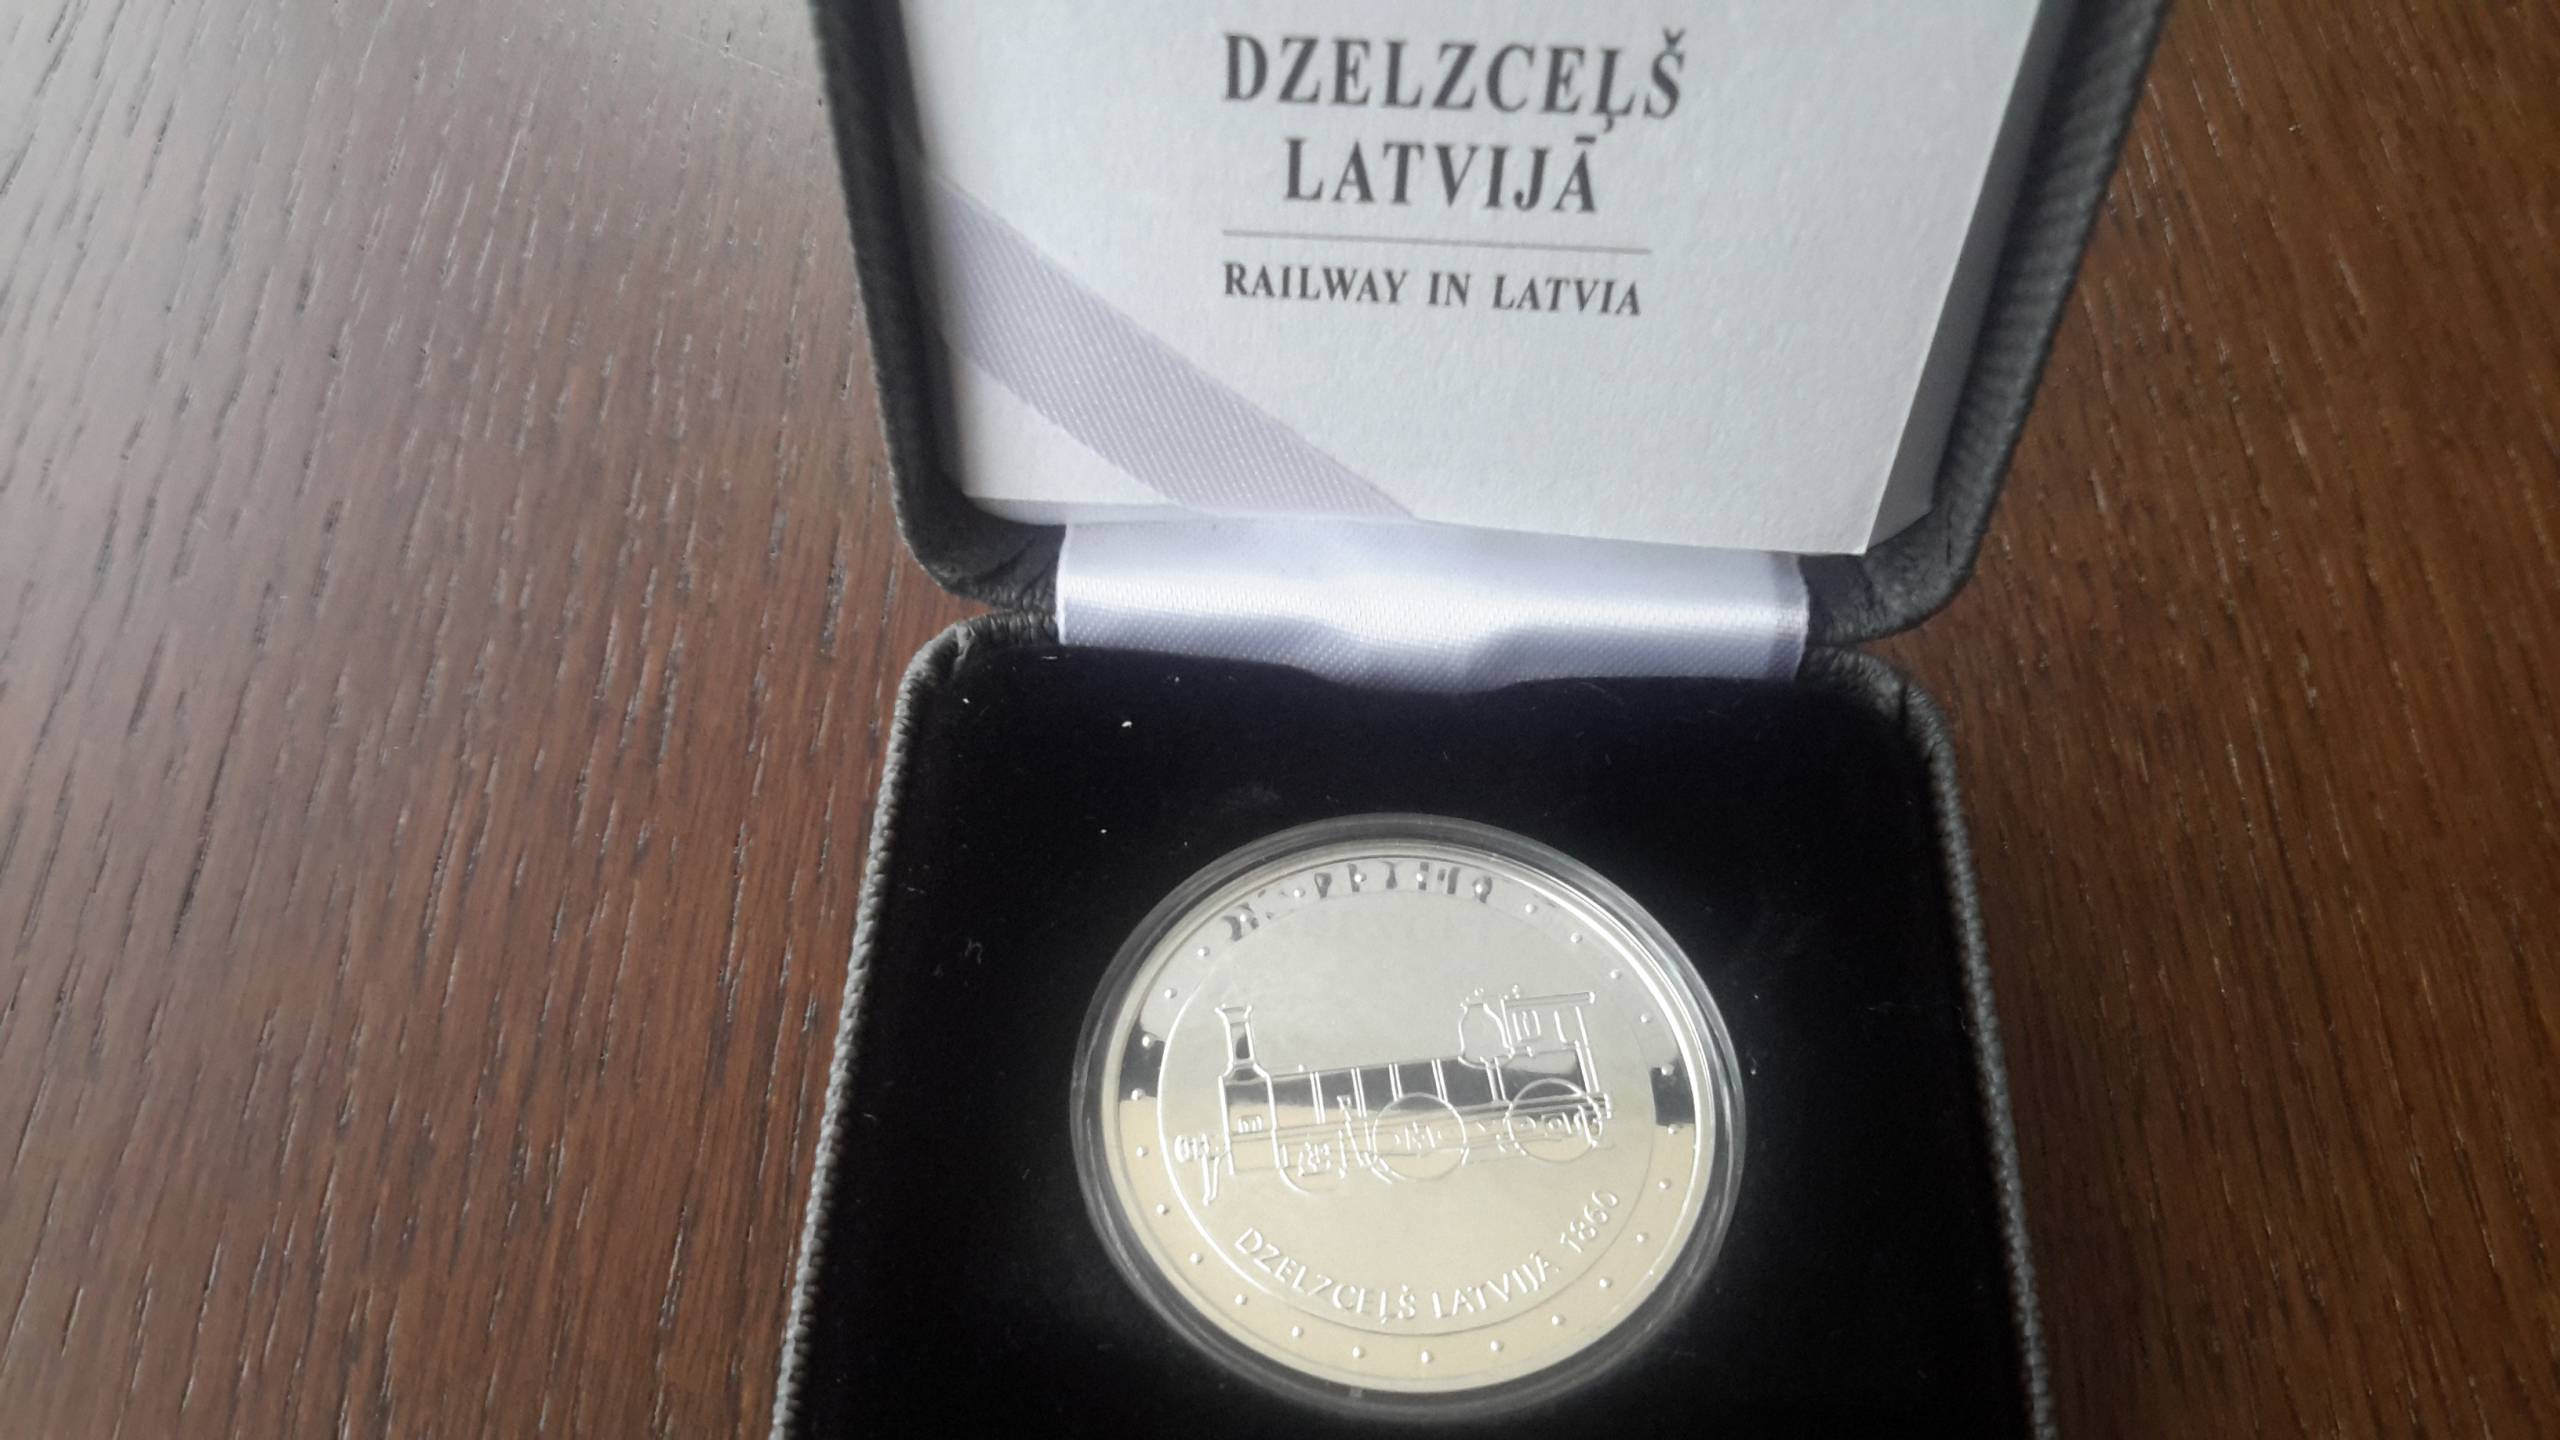 DZELZCEĻŠ
LATVIJĀ
RAILWAY IN LATVIA
DZELZCEĻŠ LATVIJĀ 1860